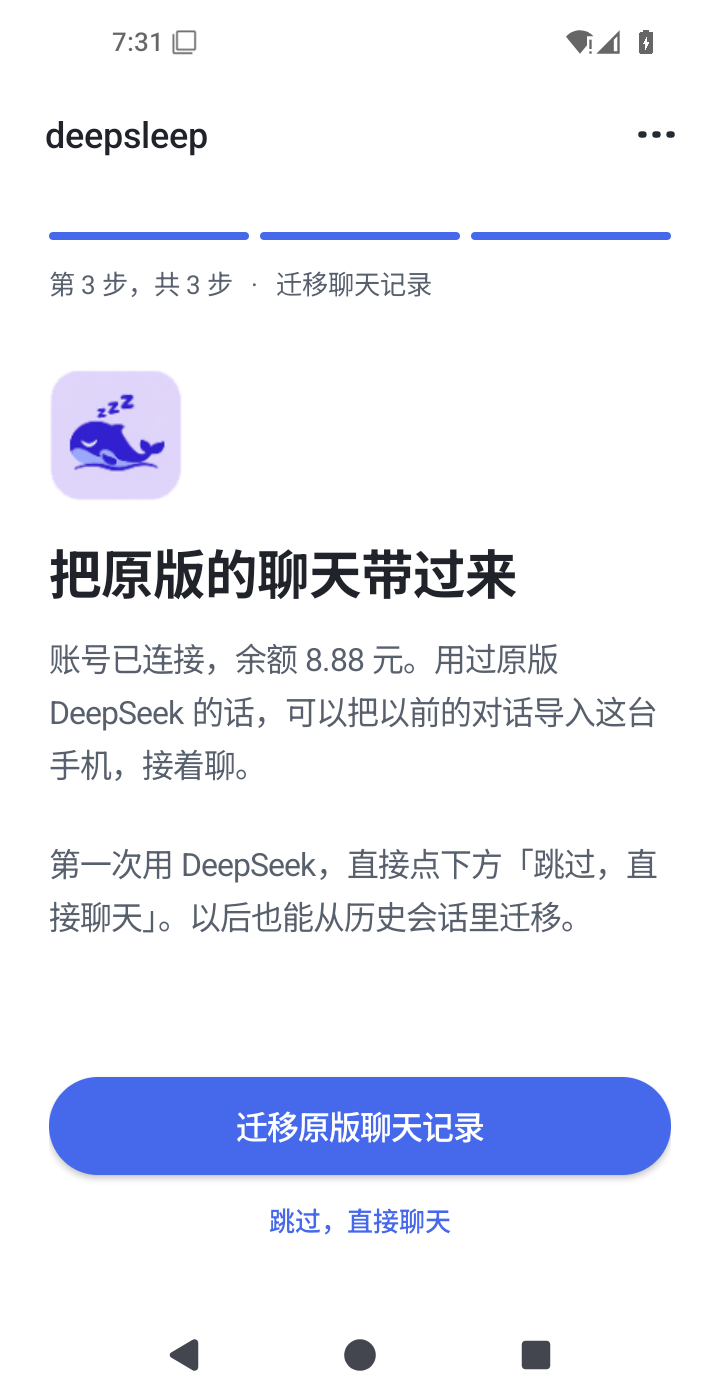 7:31
deepsleep
第 3 步，共 3 步 · 迁移聊天记录
zzZ
把原版的聊天带过来
账号已连接，余额 8.88 元。用过原版
DeepSeek 的话，可以把以前的对话导入这台
手机，接着聊。
第一次用 DeepSeek，直接点下方「跳过，直
接聊天」。以后也能从历史会话里迁移。
迁移原版聊天记录
跳过，直接聊天